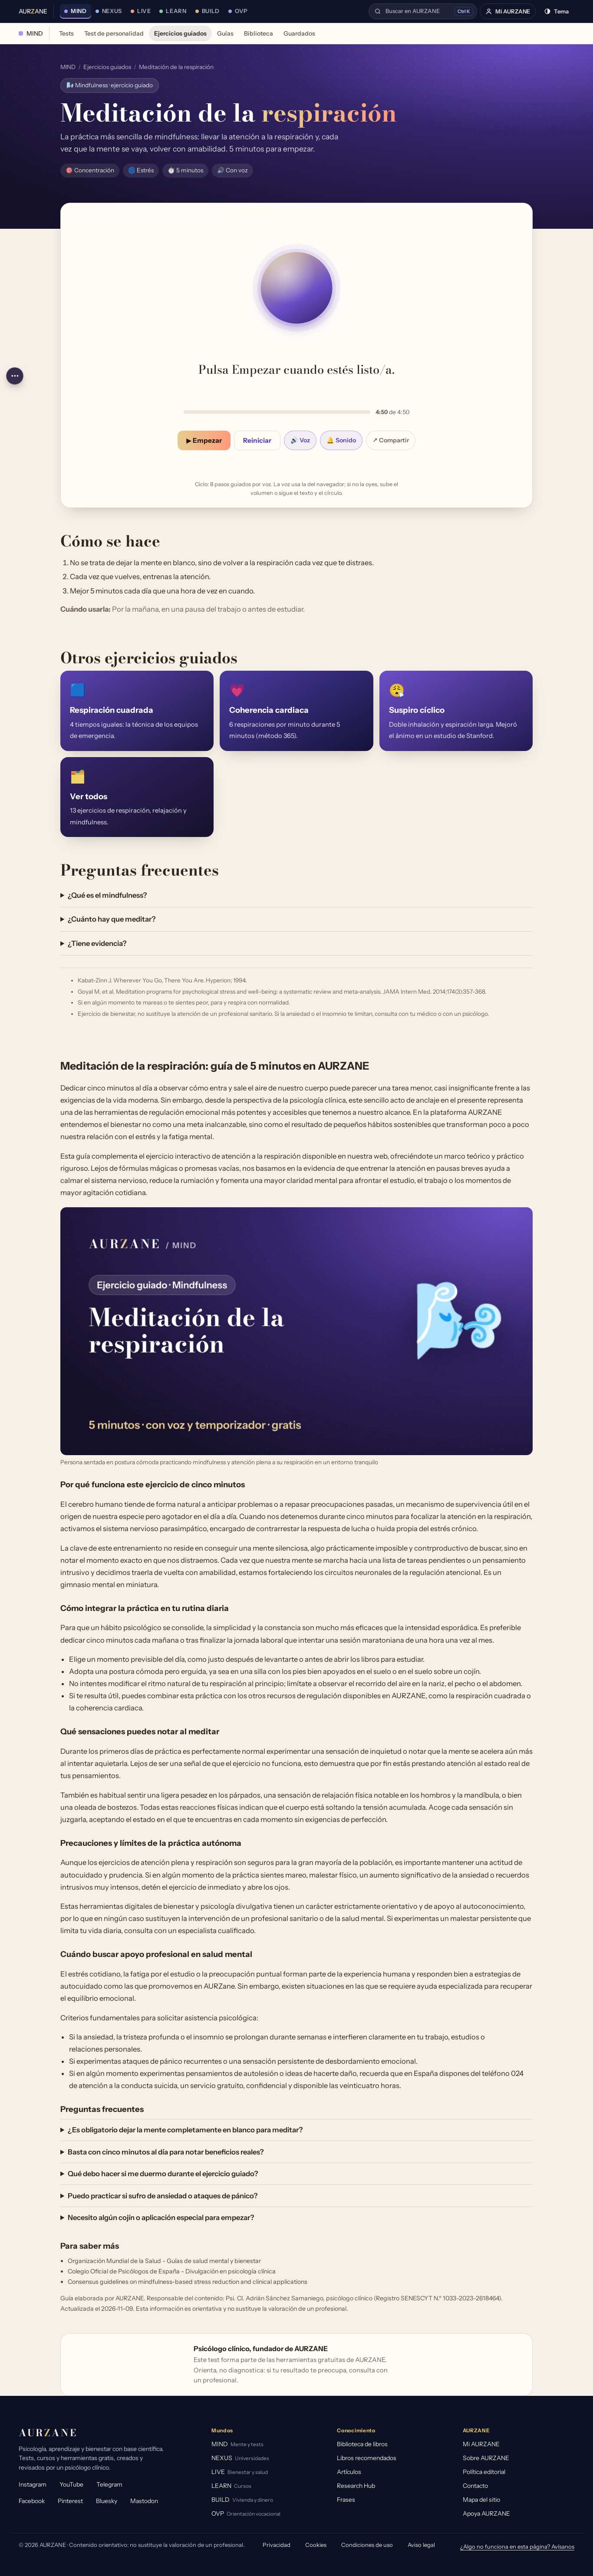 AURZANE
MIND
NEXUS
LIVE
LEARN
BUILD
OVP
Buscar en AURZANE
Ctrl K
Mi AURZANE
Tema
MIND
Tests
Test de personalidad
Ejercicios guiados
Guías
Biblioteca
Guardados
MIND / Ejercicios guiados / Meditación de la respiración
Mindfulness · ejercicio guiado
Meditación de la respiración
La práctica más sencilla de mindfulness: llevar la atención a la respiración y, cada
vez que la mente se vaya, volver con amabilidad. 5 minutos para empezar.
Concentración
Estrés
5 minutos
Con voz
Pulsa Empezar cuando estés listo/a.
4:50 de 4:50
▶ Empezar
Reiniciar
Voz
Sonido
↗ Compartir
Ciclo: 8 pasos guiados por voz. La voz usa la del navegador; si no la oyes, sube el
volumen o sigue el texto y el círculo.
Cómo se hace
1. No se trata de dejar la mente en blanco, sino de volver a la respiración cada vez que te distraes.
2. Cada vez que vuelves, entrenas la atención.
3. Mejor 5 minutos cada día que una hora de vez en cuando.
Cuándo usarla: Por la mañana, en una pausa del trabajo o antes de estudiar.
Otros ejercicios guiados
Respiración cuadrada
4 tiempos iguales: la técnica de los equipos
de emergencia.
Coherencia cardiaca
6 respiraciones por minuto durante 5
minutos (método 365).
Suspiro cíclico
Doble inhalación y espiración larga. Mejoró
el ánimo en un estudio de Stanford.
Ver todos
13 ejercicios de respiración, relajación y
mindfulness.
Preguntas frecuentes
▶ ¿Qué es el mindfulness?
▶ ¿Cuánto hay que meditar?
▶ ¿Tiene evidencia?
• Kabat-Zinn J. Wherever You Go, There You Are. Hyperion; 1994.
• Goyal M, et al. Meditation programs for psychological stress and well-being: a systematic review and meta-analysis. JAMA Intern Med. 2014;174(3):357-368.
• Si en algún momento te mareas o te sientes peor, para y respira con normalidad.
• Ejercicio de bienestar, no sustituye la atención de un profesional sanitario. Si la ansiedad o el insomnio te limitan, consulta con tu médico o con un psicólogo.
Meditación de la respiración: guía de 5 minutos en AURZANE
Dedicar cinco minutos al día a observar cómo entra y sale el aire de nuestro cuerpo puede parecer una tarea menor, casi insignificante frente a las
exigencias de la vida moderna. Sin embargo, desde la perspectiva de la psicología clínica, este sencillo acto de anclaje en el presente representa
una de las herramientas de regulación emocional más potentes y accesibles que tenemos a nuestro alcance. En la plataforma AURZANE
entendemos el bienestar no como una meta inalcanzable, sino como el resultado de pequeños hábitos sostenibles que transforman poco a poco
nuestra relación con el estrés y la fatiga mental.
Esta guía complementa el ejercicio interactivo de atención a la respiración disponible en nuestra web, ofreciéndote un marco teórico y práctico
riguroso. Lejos de fórmulas mágicas o promesas vacías, nos basamos en la evidencia de que entrenar la atención en pausas breves ayuda a
calmar el sistema nervioso, reduce la rumiación y fomenta una mayor claridad mental para afrontar el estudio, el trabajo o los momentos de
mayor agitación cotidiana.
AURZANE / MIND
Ejercicio guiado · Mindfulness
Meditación de la
respiración
5 minutos · con voz y temporizador · gratis
Persona sentada en postura cómoda practicando mindfulness y atención plena a su respiración en un entorno tranquilo
Por qué funciona este ejercicio de cinco minutos
El cerebro humano tiende de forma natural a anticipar problemas o a repasar preocupaciones pasadas, un mecanismo de supervivencia útil en el
origen de nuestra especie pero agotador en el día a día. Cuando nos detenemos durante cinco minutos para focalizar la atención en la respiración,
activamos el sistema nervioso parasimpático, encargado de contrarrestar la respuesta de lucha o huida propia del estrés crónico.
La clave de este entrenamiento no reside en conseguir una mente silenciosa, algo prácticamente imposible y contraproductivo de buscar, sino en
notar el momento exacto en que nos distraemos. Cada vez que nuestra mente se marcha hacia una lista de tareas pendientes o un pensamiento
intrusivo y decidimos traerla de vuelta con amabilidad, estamos fortaleciendo los circuitos neuronales de la regulación atencional. Es un
gimnasio mental en miniatura.
Cómo integrar la práctica en tu rutina diaria
Para que un hábito psicológico se consolide, la simplicidad y la constancia son mucho más eficaces que la intensidad esporádica. Es preferible
dedicar cinco minutos cada mañana o tras finalizar la jornada laboral que intentar una sesión maratoniana de una hora una vez al mes.
• Elige un momento previsible del día, como justo después de levantarte o antes de abrir los libros para estudiar.
• Adopta una postura cómoda pero erguida, ya sea en una silla con los pies bien apoyados en el suelo o en el suelo sobre un cojín.
• No intentes modificar el ritmo natural de tu respiración al principio; limítate a observar el recorrido del aire en la nariz, el pecho o el abdomen.
• Si te resulta útil, puedes combinar esta práctica con los otros recursos de regulación disponibles en AURZANE, como la respiración cuadrada o
la coherencia cardiaca.
Qué sensaciones puedes notar al meditar
Durante los primeros días de práctica es perfectamente normal experimentar una sensación de inquietud o notar que la mente se acelera aún más
al intentar aquietarla. Lejos de ser una señal de que el ejercicio no funciona, esto demuestra que por fin estás prestando atención al estado real de
tus pensamientos.
También es habitual sentir una ligera pesadez en los párpados, una sensación de relajación física notable en los hombros y la mandíbula, o bien
una oleada de bostezos. Todas estas reacciones físicas indican que el cuerpo está soltando la tensión acumulada. Acoge cada sensación sin
juzgarla, aceptando el estado en el que te encuentras en cada momento sin exigencias de perfección.
Precauciones y límites de la práctica autónoma
Aunque los ejercicios de atención plena y respiración son seguros para la gran mayoría de la población, es importante mantener una actitud de
autocuidado y prudencia. Si en algún momento de la práctica sientes mareo, malestar físico, un aumento significativo de la ansiedad o recuerdos
intrusivos muy intensos, detén el ejercicio de inmediato y abre los ojos.
Estas herramientas digitales de bienestar y psicología divulgativa tienen un carácter estrictamente orientativo y de apoyo al autoconocimiento,
por lo que en ningún caso sustituyen la intervención de un profesional sanitario o de la salud mental. Si experimentas un malestar persistente que
limita tu vida diaria, consulta con un especialista cualificado.
Cuándo buscar apoyo profesional en salud mental
El estrés cotidiano, la fatiga por el estudio o la preocupación puntual forman parte de la experiencia humana y responden bien a estrategias de
autocuidado como las que promovemos en AURZane. Sin embargo, existen situaciones en las que se requiere ayuda especializada para recuperar
el equilibrio emocional.
Criterios fundamentales para solicitar asistencia psicológica:
• Si la ansiedad, la tristeza profunda o el insomnio se prolongan durante semanas e interfieren claramente en tu trabajo, estudios o
relaciones personales.
• Si experimentas ataques de pánico recurrentes o una sensación persistente de desbordamiento emocional.
• Si en algún momento experimentas pensamientos de autolesión o ideas de hacerte daño, recuerda que en España dispones del teléfono 024
de atención a la conducta suicida, un servicio gratuito, confidencial y disponible las veinticuatro horas.
Preguntas frecuentes
▶ ¿Es obligatorio dejar la mente completamente en blanco para meditar?
▶ Basta con cinco minutos al día para notar beneficios reales?
▶ Qué debo hacer si me duermo durante el ejercicio guiado?
▶ Puedo practicar si sufro de ansiedad o ataques de pánico?
▶ Necesito algún cojín o aplicación especial para empezar?
Para saber más
• Organización Mundial de la Salud – Guías de salud mental y bienestar
• Colegio Oficial de Psicólogos de España – Divulgación en psicología clínica
• Consensus guidelines on mindfulness-based stress reduction and clinical applications
Guía elaborada por AURZANE. Responsable del contenido: Psi. Cl. Adrián Sánchez Samaniego, psicólogo clínico (Registro SENESCYT N.º 1033-2023-2618464).
Actualizada el 2026-11-09. Esta información es orientativa y no sustituye la valoración de un profesional.
Psicólogo clínico, fundador de AURZANE
Este test forma parte de las herramientas gratuitas de AURZANE.
Orienta, no diagnostica: si tu resultado te preocupa, consulta con
un profesional.
AURZANE
Psicología, aprendizaje y bienestar con base científica.
Tests, cursos y herramientas gratis, creados y
revisados por un psicólogo clínico.
Instagram
YouTube
Telegram
Facebook
Pinterest
Bluesky
Mastodon
Mundos
MIND Mente y tests
NEXUS Universidades
LIVE Bienestar y salud
LEARN Cursos
BUILD Vivienda y dinero
OVP Orientación vocacional
Conocimiento
Biblioteca de libros
Libros recomendados
Artículos
Research Hub
Frases
AURZANE
Mi AURZANE
Sobre AURZANE
Política editorial
Contacto
Mapa del sitio
Apoya AURZANE
© 2026 AURZANE · Contenido orientativo: no sustituye la valoración de un profesional.
Privacidad
Cookies
Condiciones de uso
Aviso legal
¿Algo no funciona en esta página? Avísanos